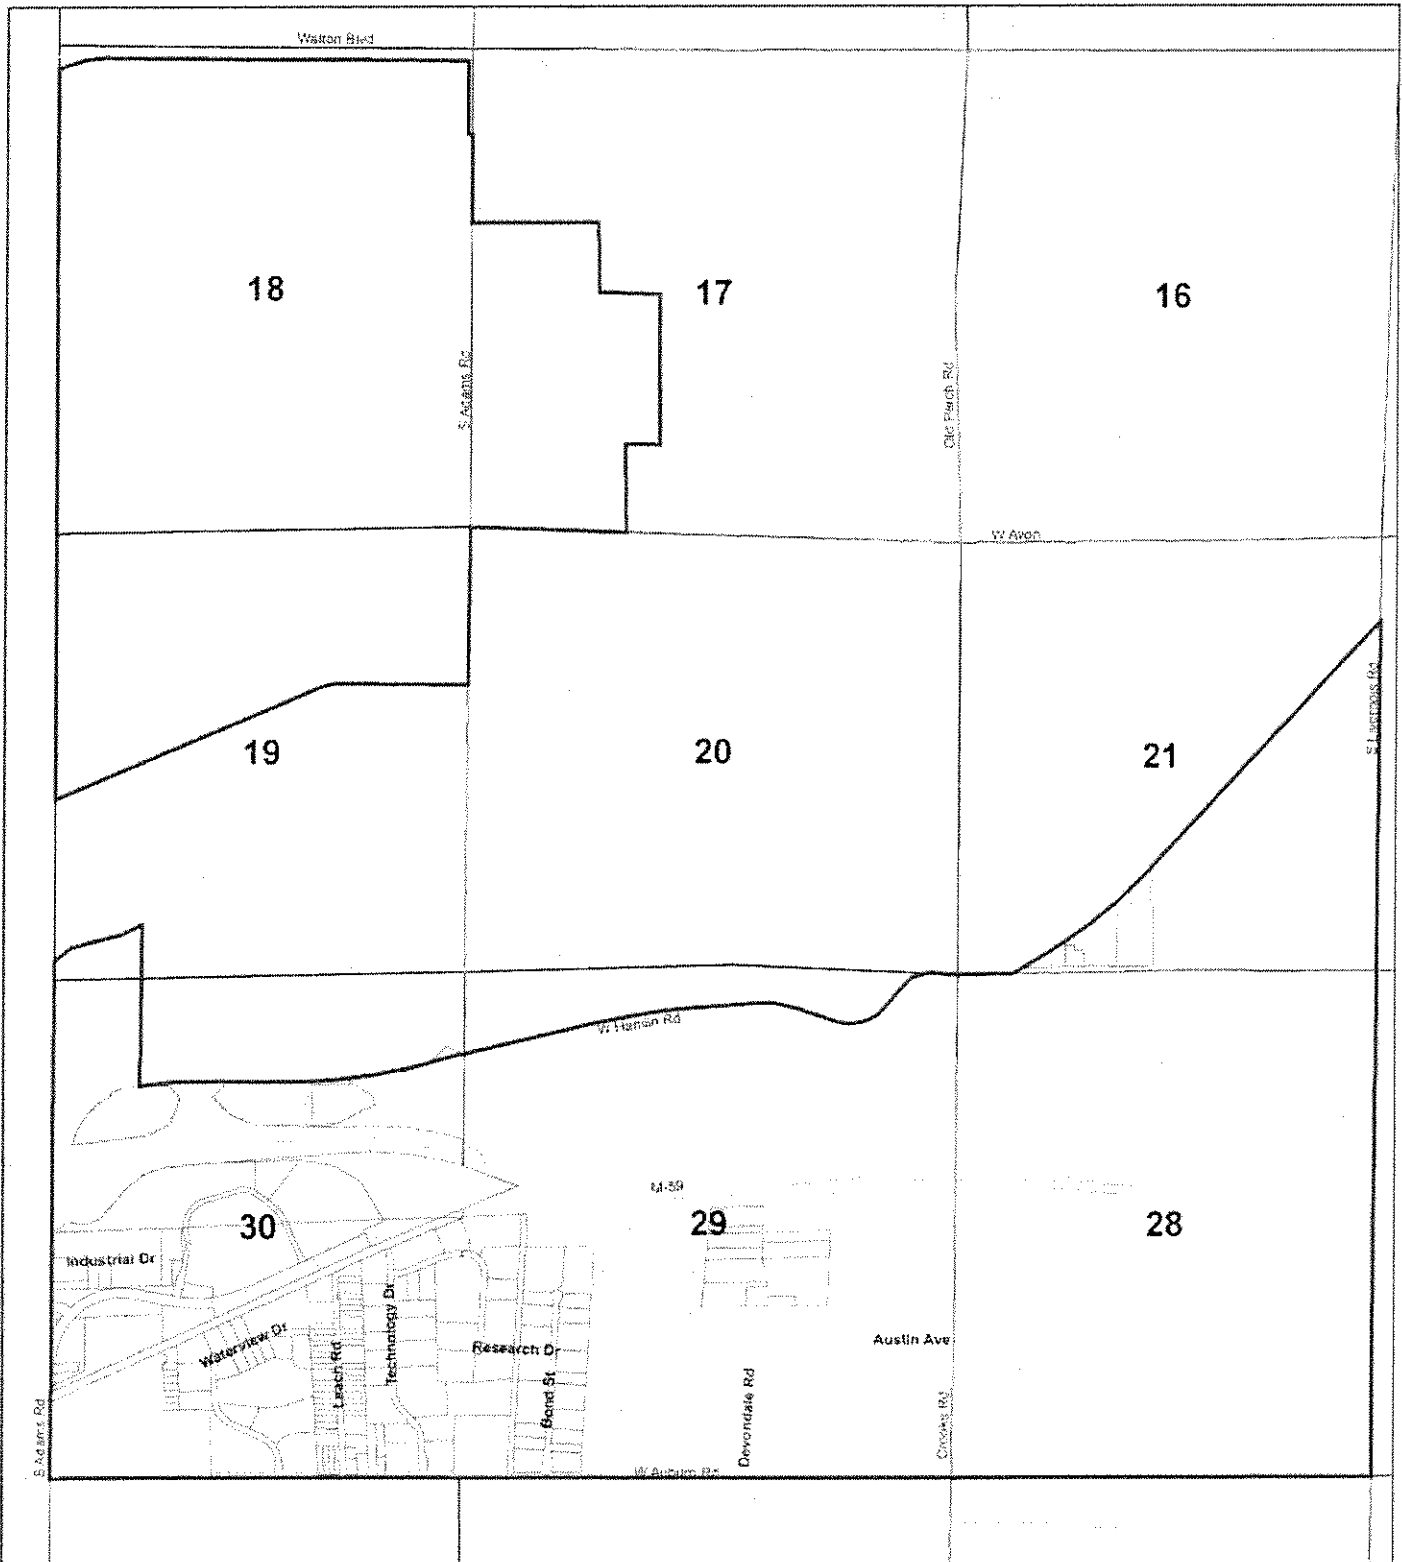 Walton Blvd
18
17
16
S Adams Rd
Old Perch Rd
W Avon
19
20
21
S Livernois Rd
W Hamlin Rd
M-59
30
29
28
Industrial Dr
Waterview Dr
Leach Rd
Technology Dr
Research Dr
Bond St
Austin Ave
Devondale Rd
Crooks Rd
S Adams Rd
W Auburn Rd